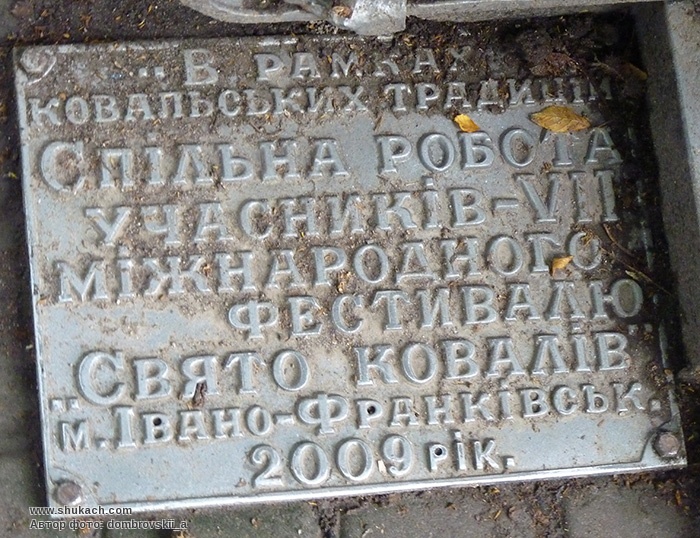 „В рамках
ковальських традицій
Спільна робота
учасників-VII
міжнародного
фестивалю
„Свято ковалів"
м.Івано-Франківськ.
2009 рік.
www.shukach.com
Автор фото: dombrovskii_a